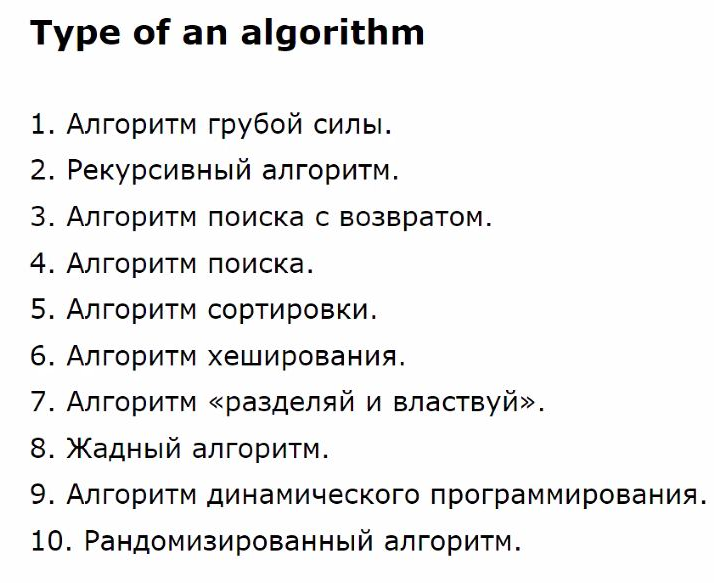 Type of an algorithm
1. Алгоритм грубой силы.
2. Рекурсивный алгоритм.
3. Алгоритм поиска с возвратом.
4. Алгоритм поиска.
5. Алгоритм сортировки.
6. Алгоритм хеширования.
7. Алгоритм «разделяй и властвуй».
8. Жадный алгоритм.
9. Алгоритм динамического программирования.
10. Рандомизированный алгоритм.